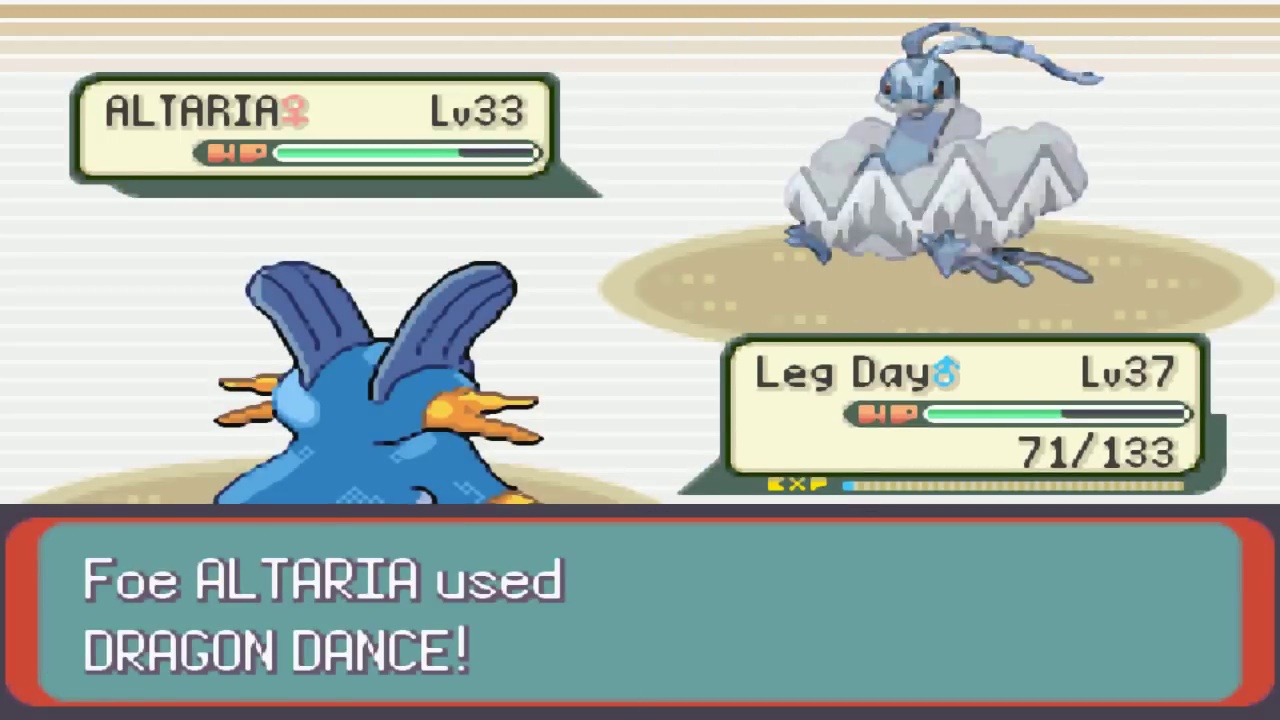 ALTARIA♀ Lv33
HP
Leg Day♂ Lv37
HP
71/133
EXP
Foe ALTARIA used
DRAGON DANCE!